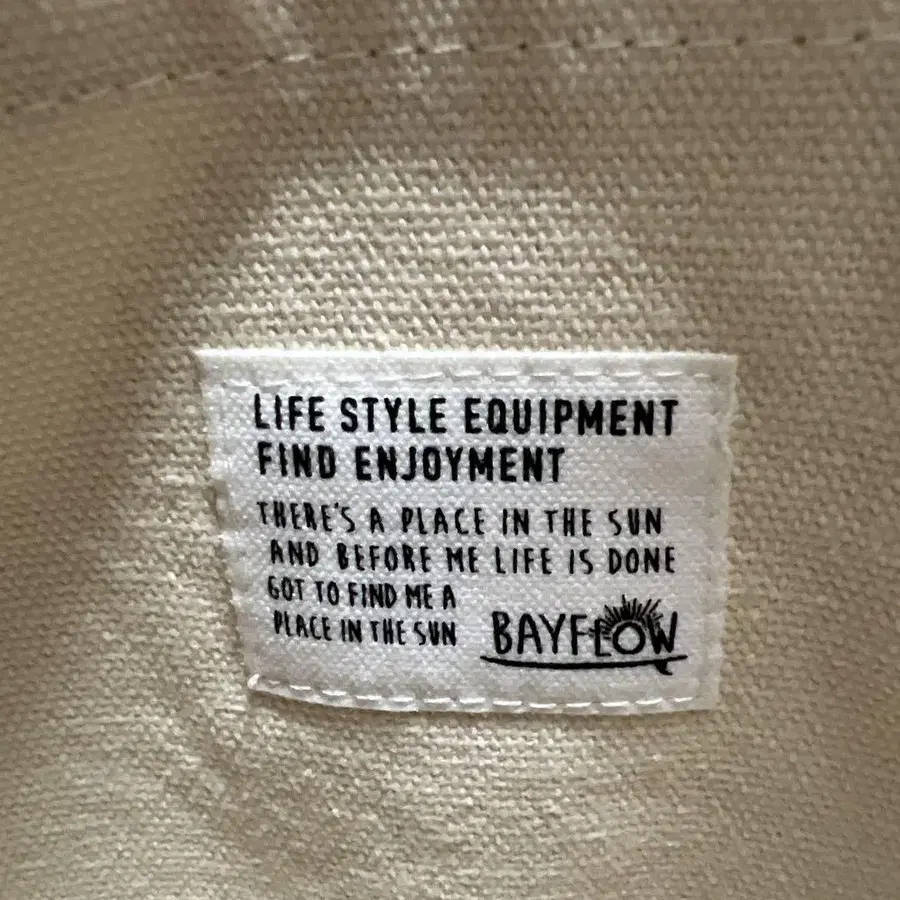 LIFE STYLE EQUIPMENT
FIND ENJOYMENT
THERE'S A PLACE IN THE SUN
AND BEFORE ME LIFE IS DONE
GOT TO FIND ME A
PLACE IN THE SUN
BAYFLOW